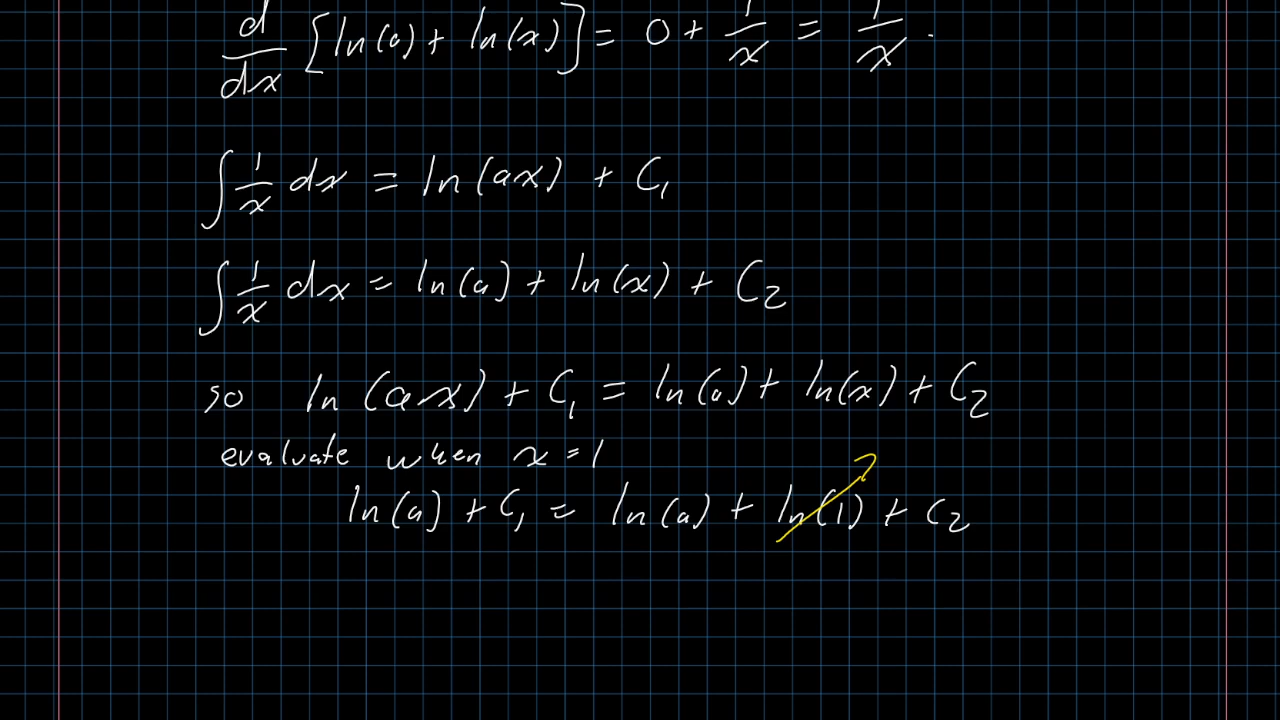 d/dx [ln(a) + ln(x)] = 0 + 1/x = 1/x.
∫ 1/x dx = ln(ax) + C₁
∫ 1/x dx = ln(a) + ln(x) + C₂
so ln(ax) + C₁ = ln(a) + ln(x) + C₂
evaluate when x = 1
ln(a) + C₁ = ln(a) + ln(1) + C₂